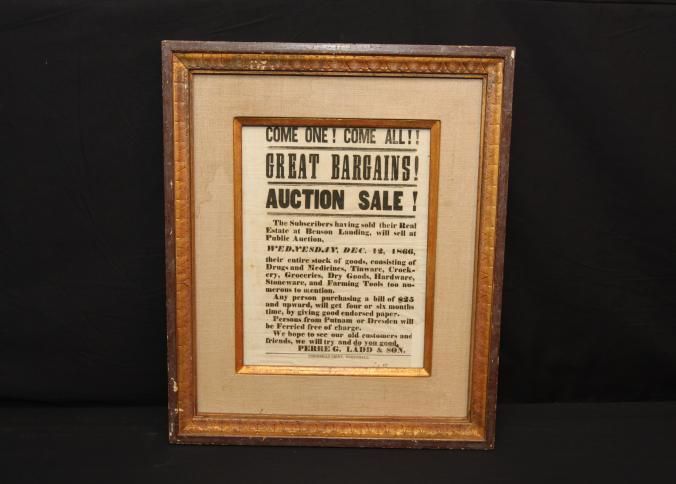 COME ONE! COME ALL!!
GREAT BARGAINS!
AUCTION SALE!
The Subscribers having sold their Real
Estate at Benson Landing, will sell at
Public Auction,
WEDNESDAY, DEC. 12, 1866,
their entire stock of goods, consisting of
Drugs and Medicines, Tinware, Crock-
ery, Groceries, Dry Goods, Hardware,
Stoneware, and Farming Tools too nu-
merous to mention.
Any person purchasing a bill of $25
and upward, will get four or six months
time, by giving good endorsed paper.
Persons from Putnam or Dresden will
be Ferried free of charge.
We hope to see our old customers and
friends, we will try and do you good.
PERRE G. LADD & SON.